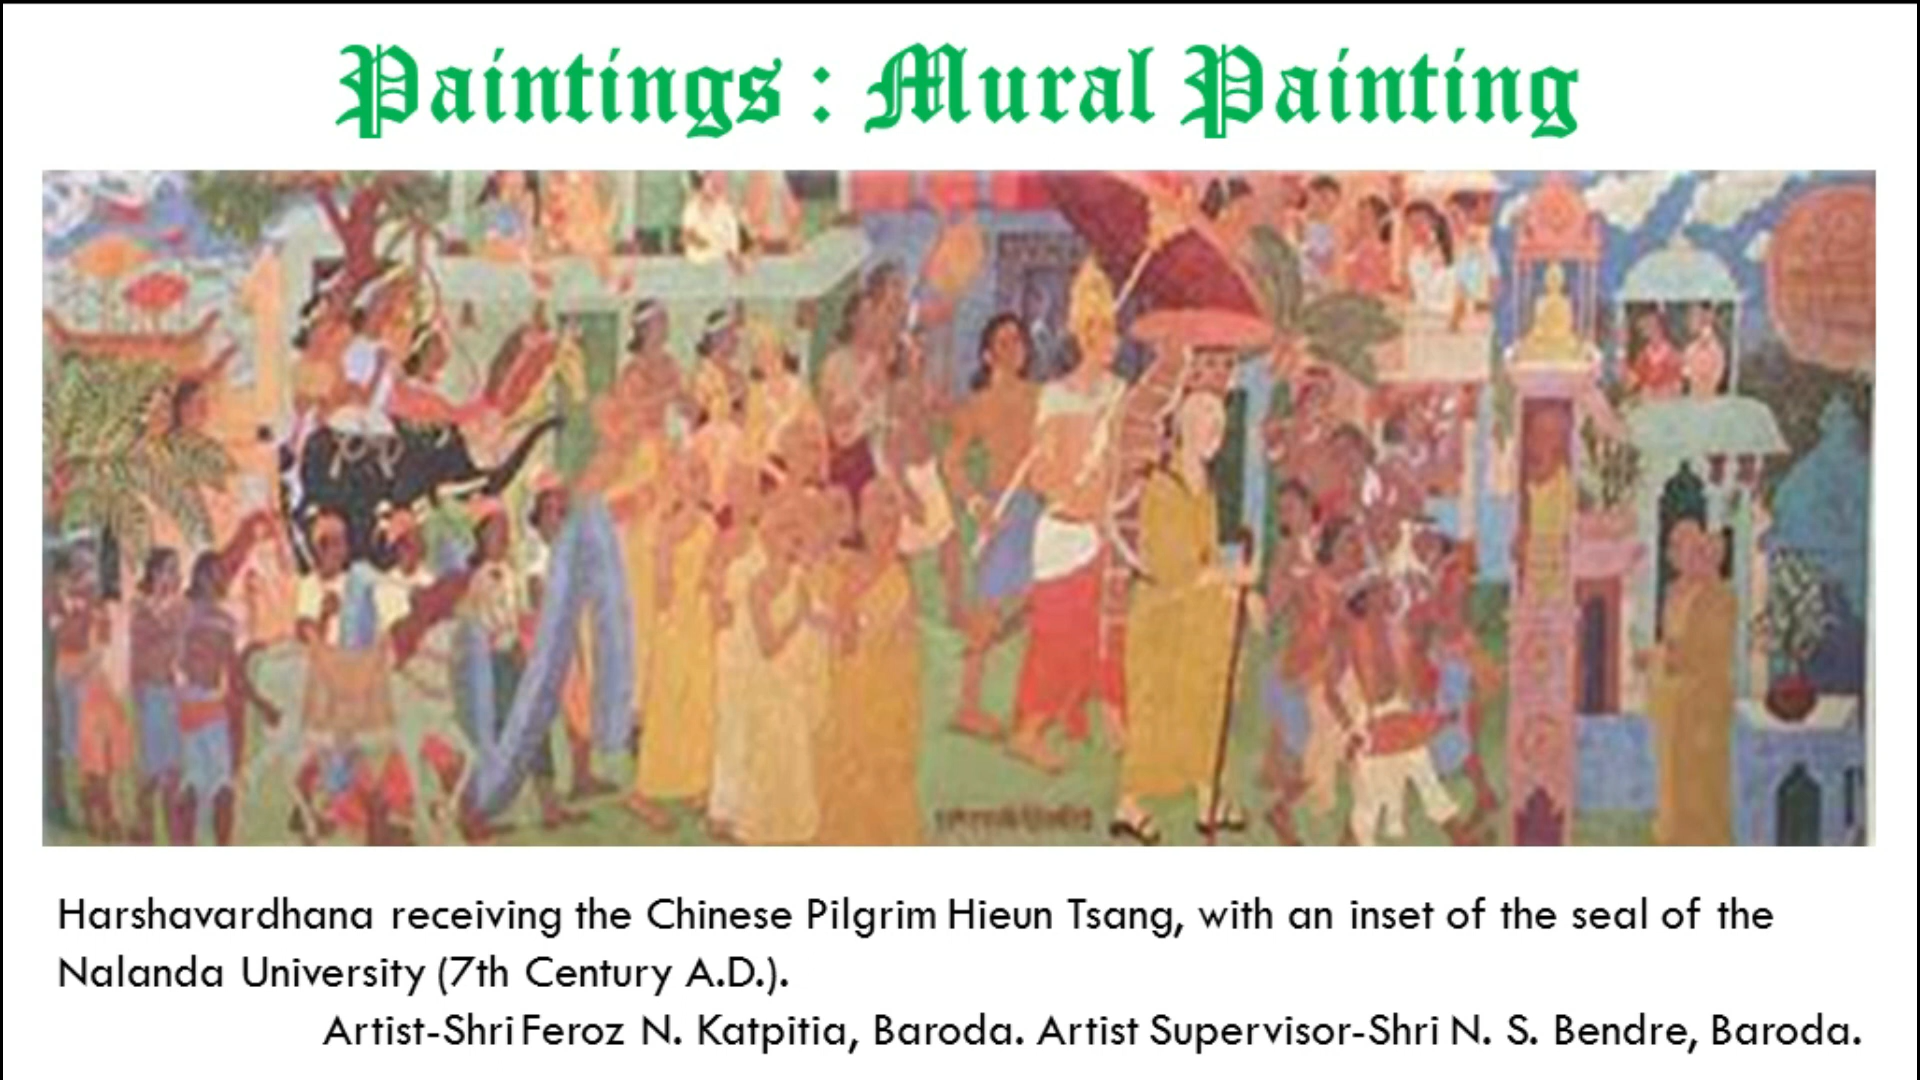 Paintings : Mural Painting
Harshavardhana receiving the Chinese Pilgrim Hieun Tsang, with an inset of the seal of the
Nalanda University (7th Century A.D.).
Artist-Shri Feroz N. Katpitia, Baroda. Artist Supervisor-Shri N. S. Bendre, Baroda.